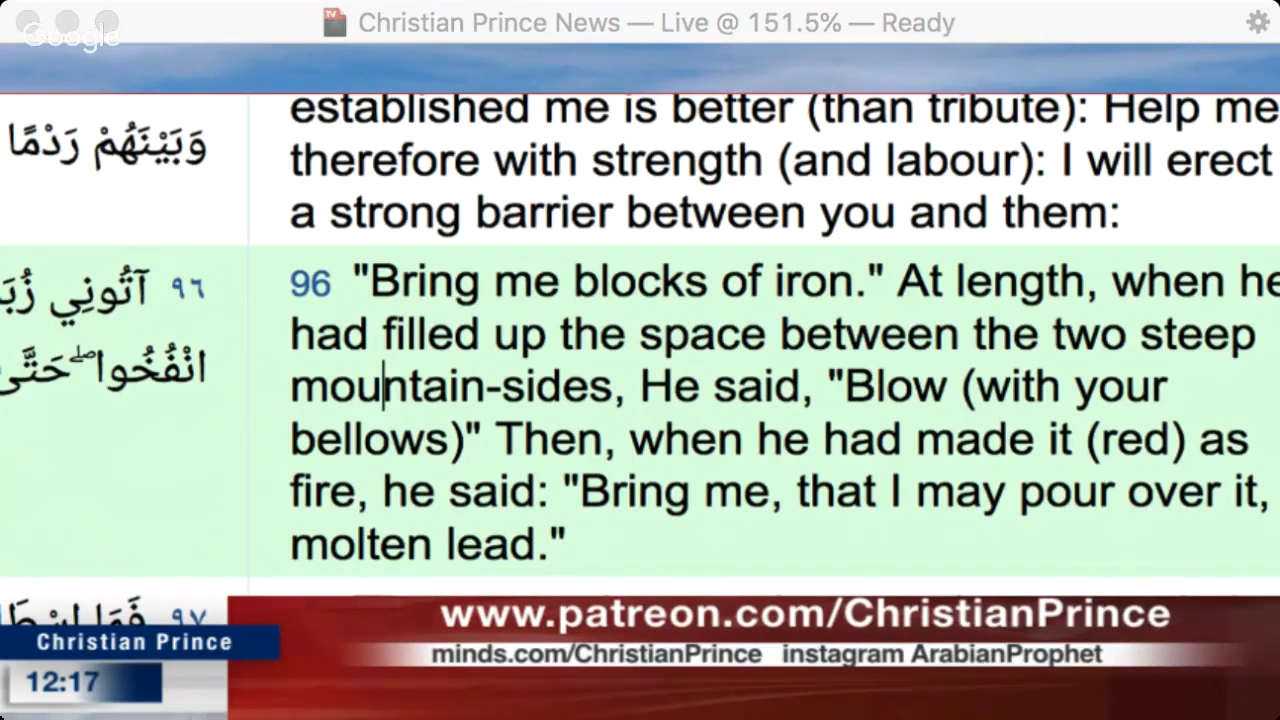 Christian Prince News — Live @ 151.5% — Ready
Google
وَبَيْنَهُمْ رَدْمًا
established me is better (than tribute): Help me
therefore with strength (and labour): I will erect
a strong barrier between you and them:
٩٦ آتُونِي
انْفُخُوا ۖ حَتَّى
96 "Bring me blocks of iron." At length, when he
had filled up the space between the two steep
mountain-sides, He said, "Blow (with your
bellows)" Then, when he had made it (red) as
fire, he said: "Bring me, that I may pour over it,
molten lead."
٩٧
www.patreon.com/ChristianPrince
Christian Prince
minds.com/ChristianPrince instagram ArabianProphet
12:17